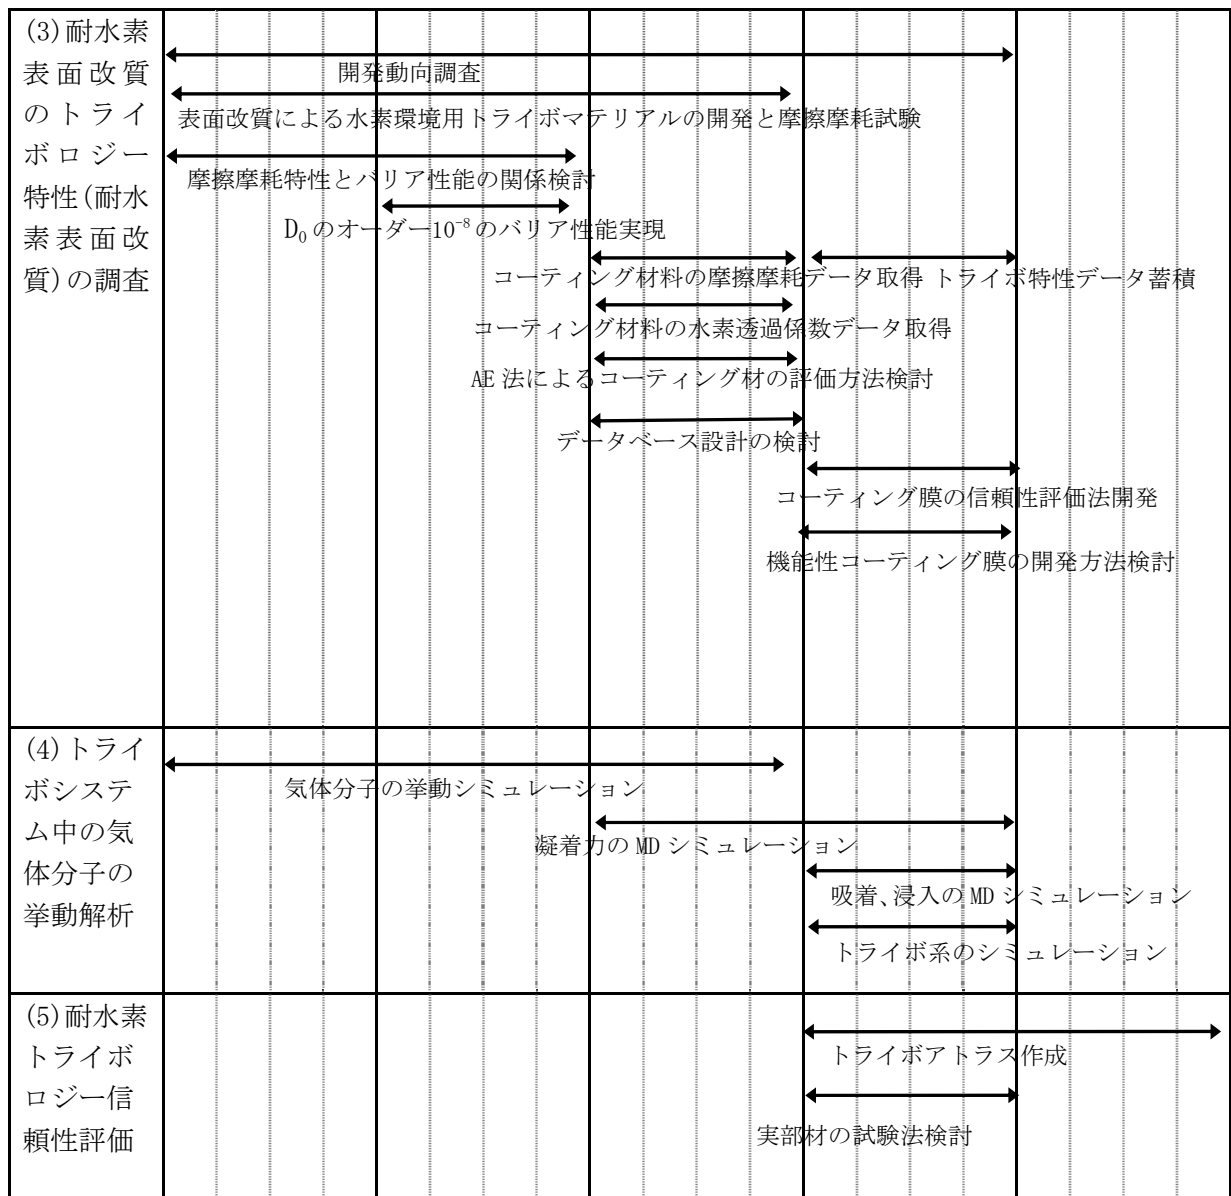 (3)耐水素
表面改質
のトライ
ボロジー
特性(耐水
素表面改
質)の調査
開発動向調査
表面改質による水素環境用トライボマテリアルの開発と摩擦摩耗試験
摩擦摩耗特性とバリア性能の関係検討
D₀のオーダー10⁻⁸のバリア性能実現
コーティング材料の摩擦摩耗データ取得 トライボ特性データ蓄積
コーティング材料の水素透過係数データ取得
AE法によるコーティング材の評価方法検討
データベース設計の検討
コーティング膜の信頼性評価法開発
機能性コーティング膜の開発方法検討
(4)トライ
ボシステ
ム中の気
体分子の
挙動解析
気体分子の挙動シミュレーション
凝着力のMDシミュレーション
吸着、浸入のMDシミュレーション
トライボ系のシミュレーション
(5)耐水素
トライボ
ロジー信
頼性評価
トライボアトラス作成
実部材の試験法検討